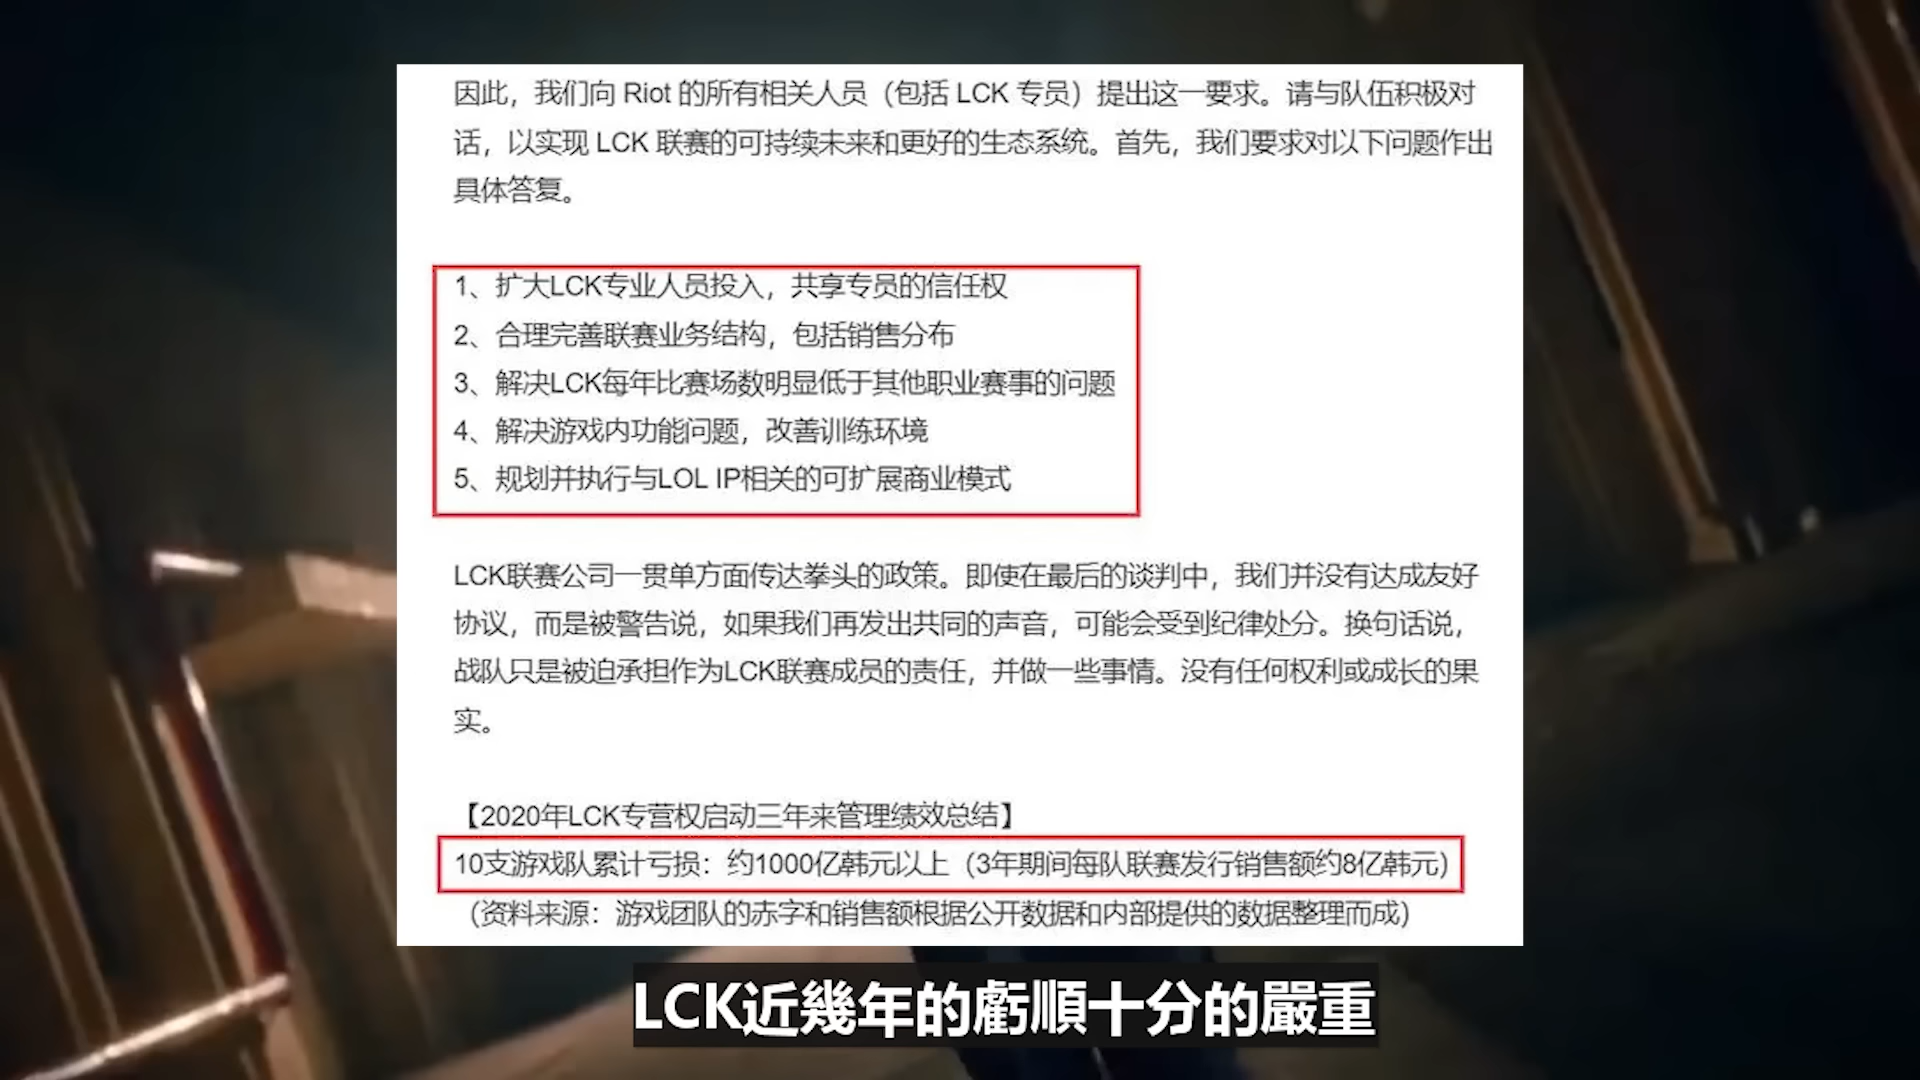 因此，我们向 Riot 的所有相关人员（包括 LCK 专员）提出这一要求。请与队伍积极对
话，以实现 LCK 联赛的可持续未来和更好的生态系统。首先，我们要求对以下问题作出
具体答复。
1、扩大LCK专业人员投入，共享专员的信任权
2、合理完善联赛业务结构，包括销售分布
3、解决LCK每年比赛场数明显低于其他职业赛事的问题
4、解决游戏内功能问题，改善训练环境
5、规划并执行与LOL IP相关的可扩展商业模式
LCK联赛公司一贯单方面传达拳头的政策。即使在最后的谈判中，我们并没有达成友好
协议，而是被警告说，如果我们再发出共同的声音，可能会受到纪律处分。换句话说，
战队只是被迫承担作为LCK联赛成员的责任，并做一些事情。没有任何权利或成长的果
实。
【2020年LCK专营权启动三年来管理绩效总结】
10支游戏队累计亏损：约1000亿韩元以上（3年期间每队联赛发行销售额约8亿韩元）
（资料来源：游戏团队的赤字和销售额根据公开数据和内部提供的数据整理而成）
LCK近幾年的虧順十分的嚴重